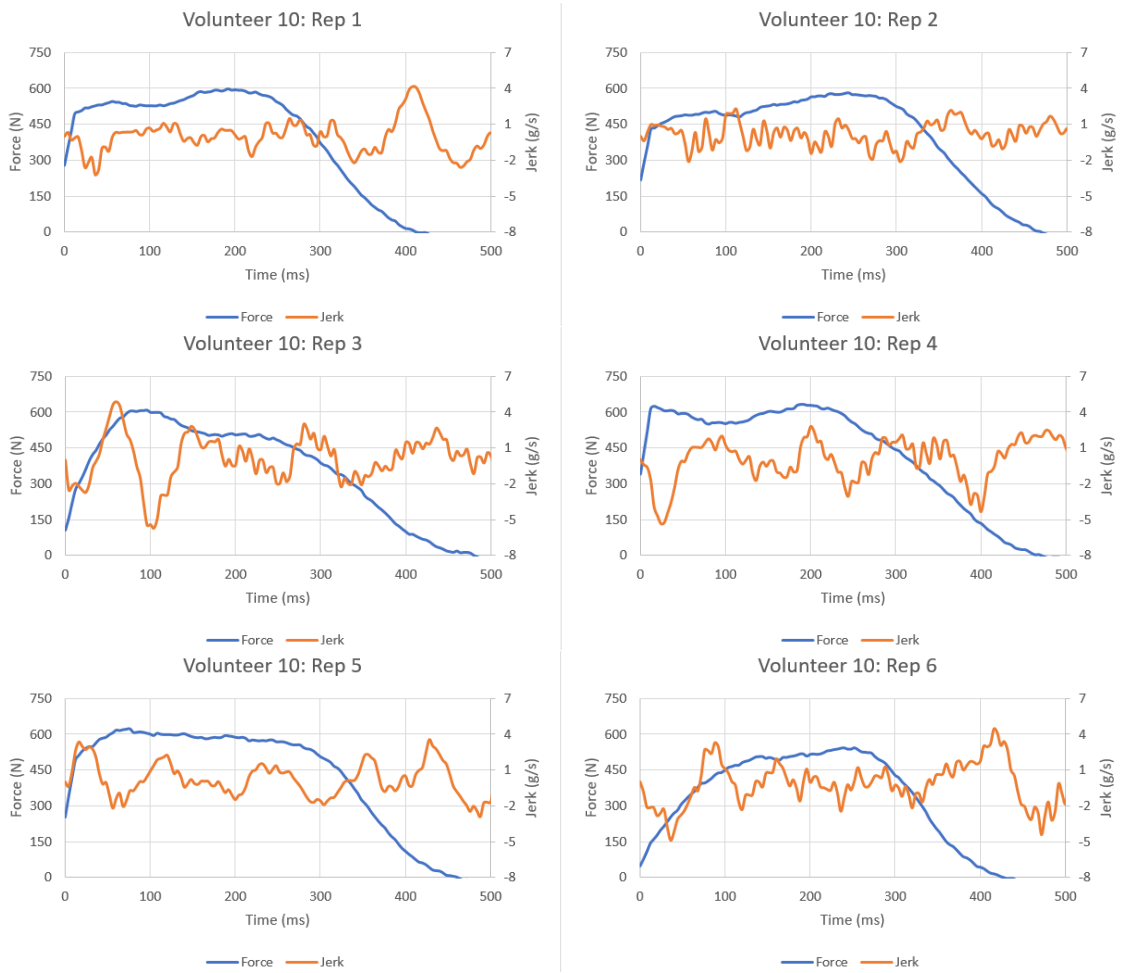 Volunteer 10: Rep 1
750
600
450
300
150
0
Force (N)
7
4
1
-2
-5
-8
Jerk (g/s)
0 100 200 300 400 500
Time (ms)
Force Jerk
Volunteer 10: Rep 2
750
600
450
300
150
0
Force (N)
7
4
1
-2
-5
-8
Jerk (g/s)
0 100 200 300 400 500
Time (ms)
Force Jerk
Volunteer 10: Rep 3
750
600
450
300
150
0
Force (N)
7
4
1
-2
-5
-8
Jerk (g/s)
0 100 200 300 400 500
Time (ms)
Force Jerk
Volunteer 10: Rep 4
750
600
450
300
150
0
Force (N)
7
4
1
-2
-5
-8
Jerk (g/s)
0 100 200 300 400 500
Time (ms)
Force Jerk
Volunteer 10: Rep 5
750
600
450
300
150
0
Force (N)
7
4
1
-2
-5
-8
Jerk (g/s)
0 100 200 300 400 500
Time (ms)
Force Jerk
Volunteer 10: Rep 6
750
600
450
300
150
0
Force (N)
7
4
1
-2
-5
-8
Jerk (g/s)
0 100 200 300 400 500
Time (ms)
Force Jerk